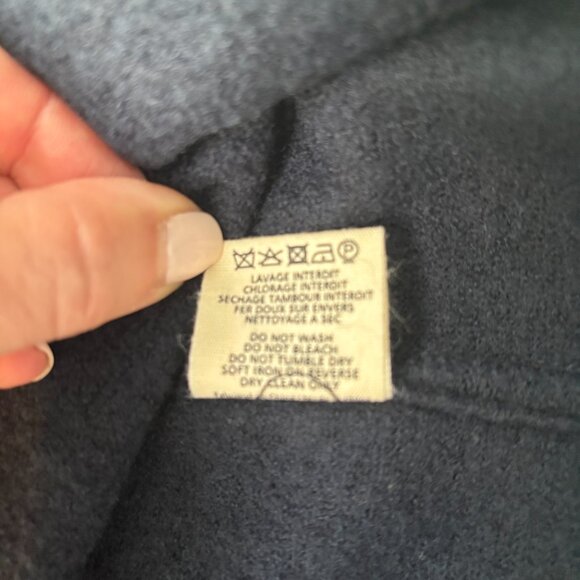 P
LAVAGE INTERDIT
CHLORAGE INTERDIT
SECHAGE TAMBOUR INTERDIT
FER DOUX SUR ENVERS
NETTOYAGE A SEC
DO NOT WASH
DO NOT BLEACH
DO NOT TUMBLE DRY
SOFT IRON ON REVERSE
DRY CLEAN ONLY